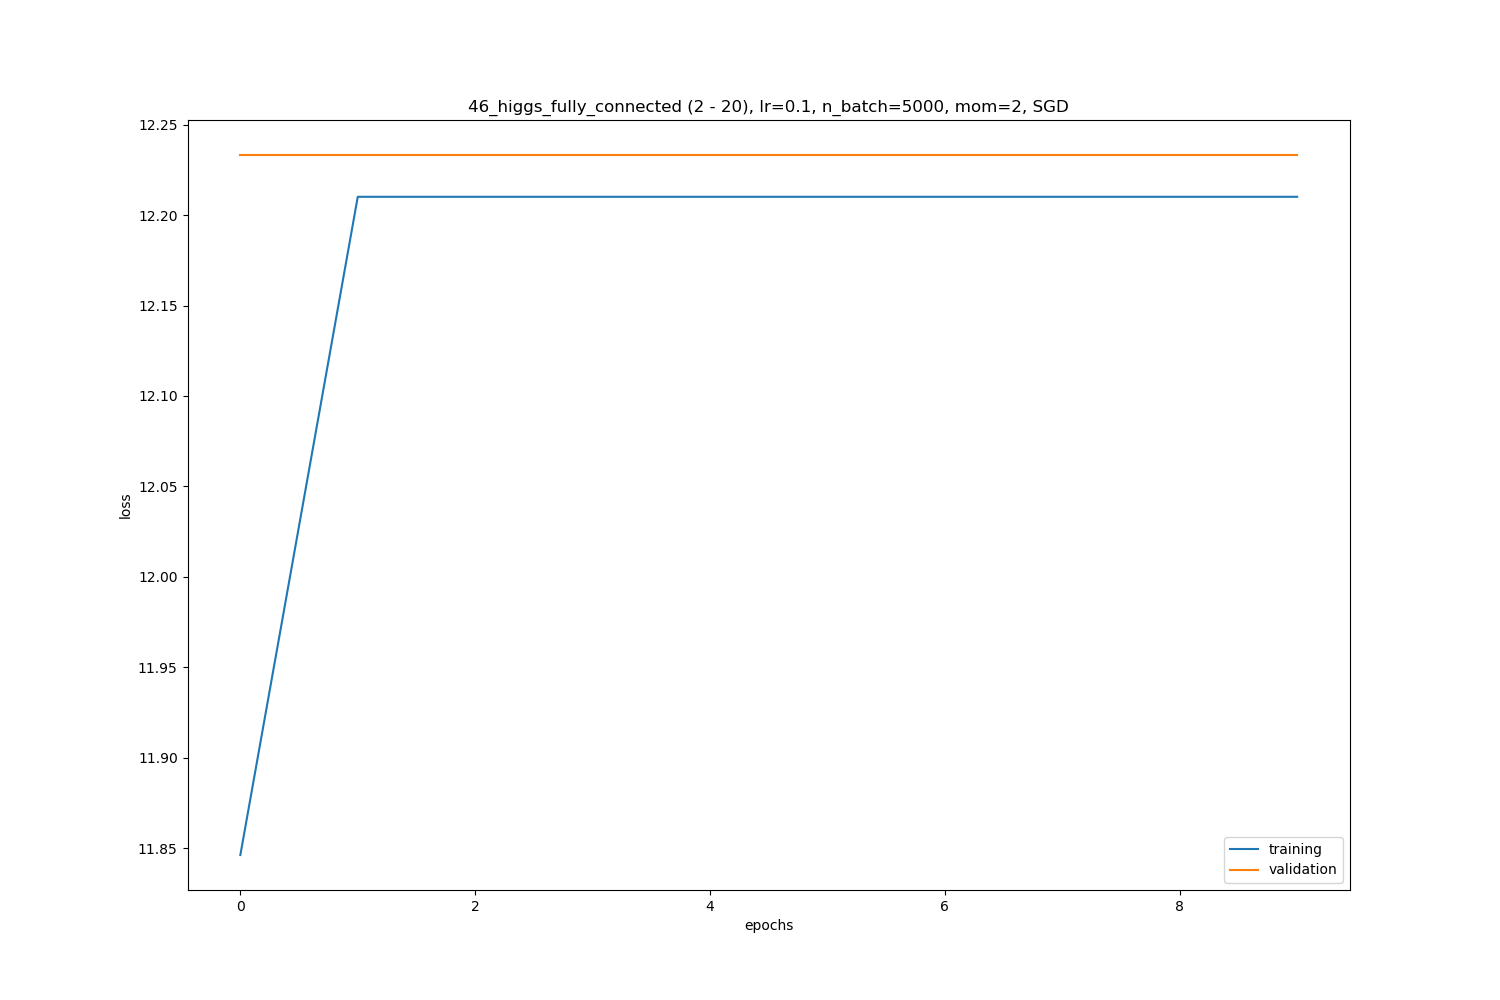 46_higgs_fully_connected (2 - 20), lr=0.1, n_batch=5000, mom=2, SGD
12.25
12.20
12.15
12.10
12.05
12.00
11.95
11.90
11.85
loss
training
validation
0 2 4 6 8
epochs